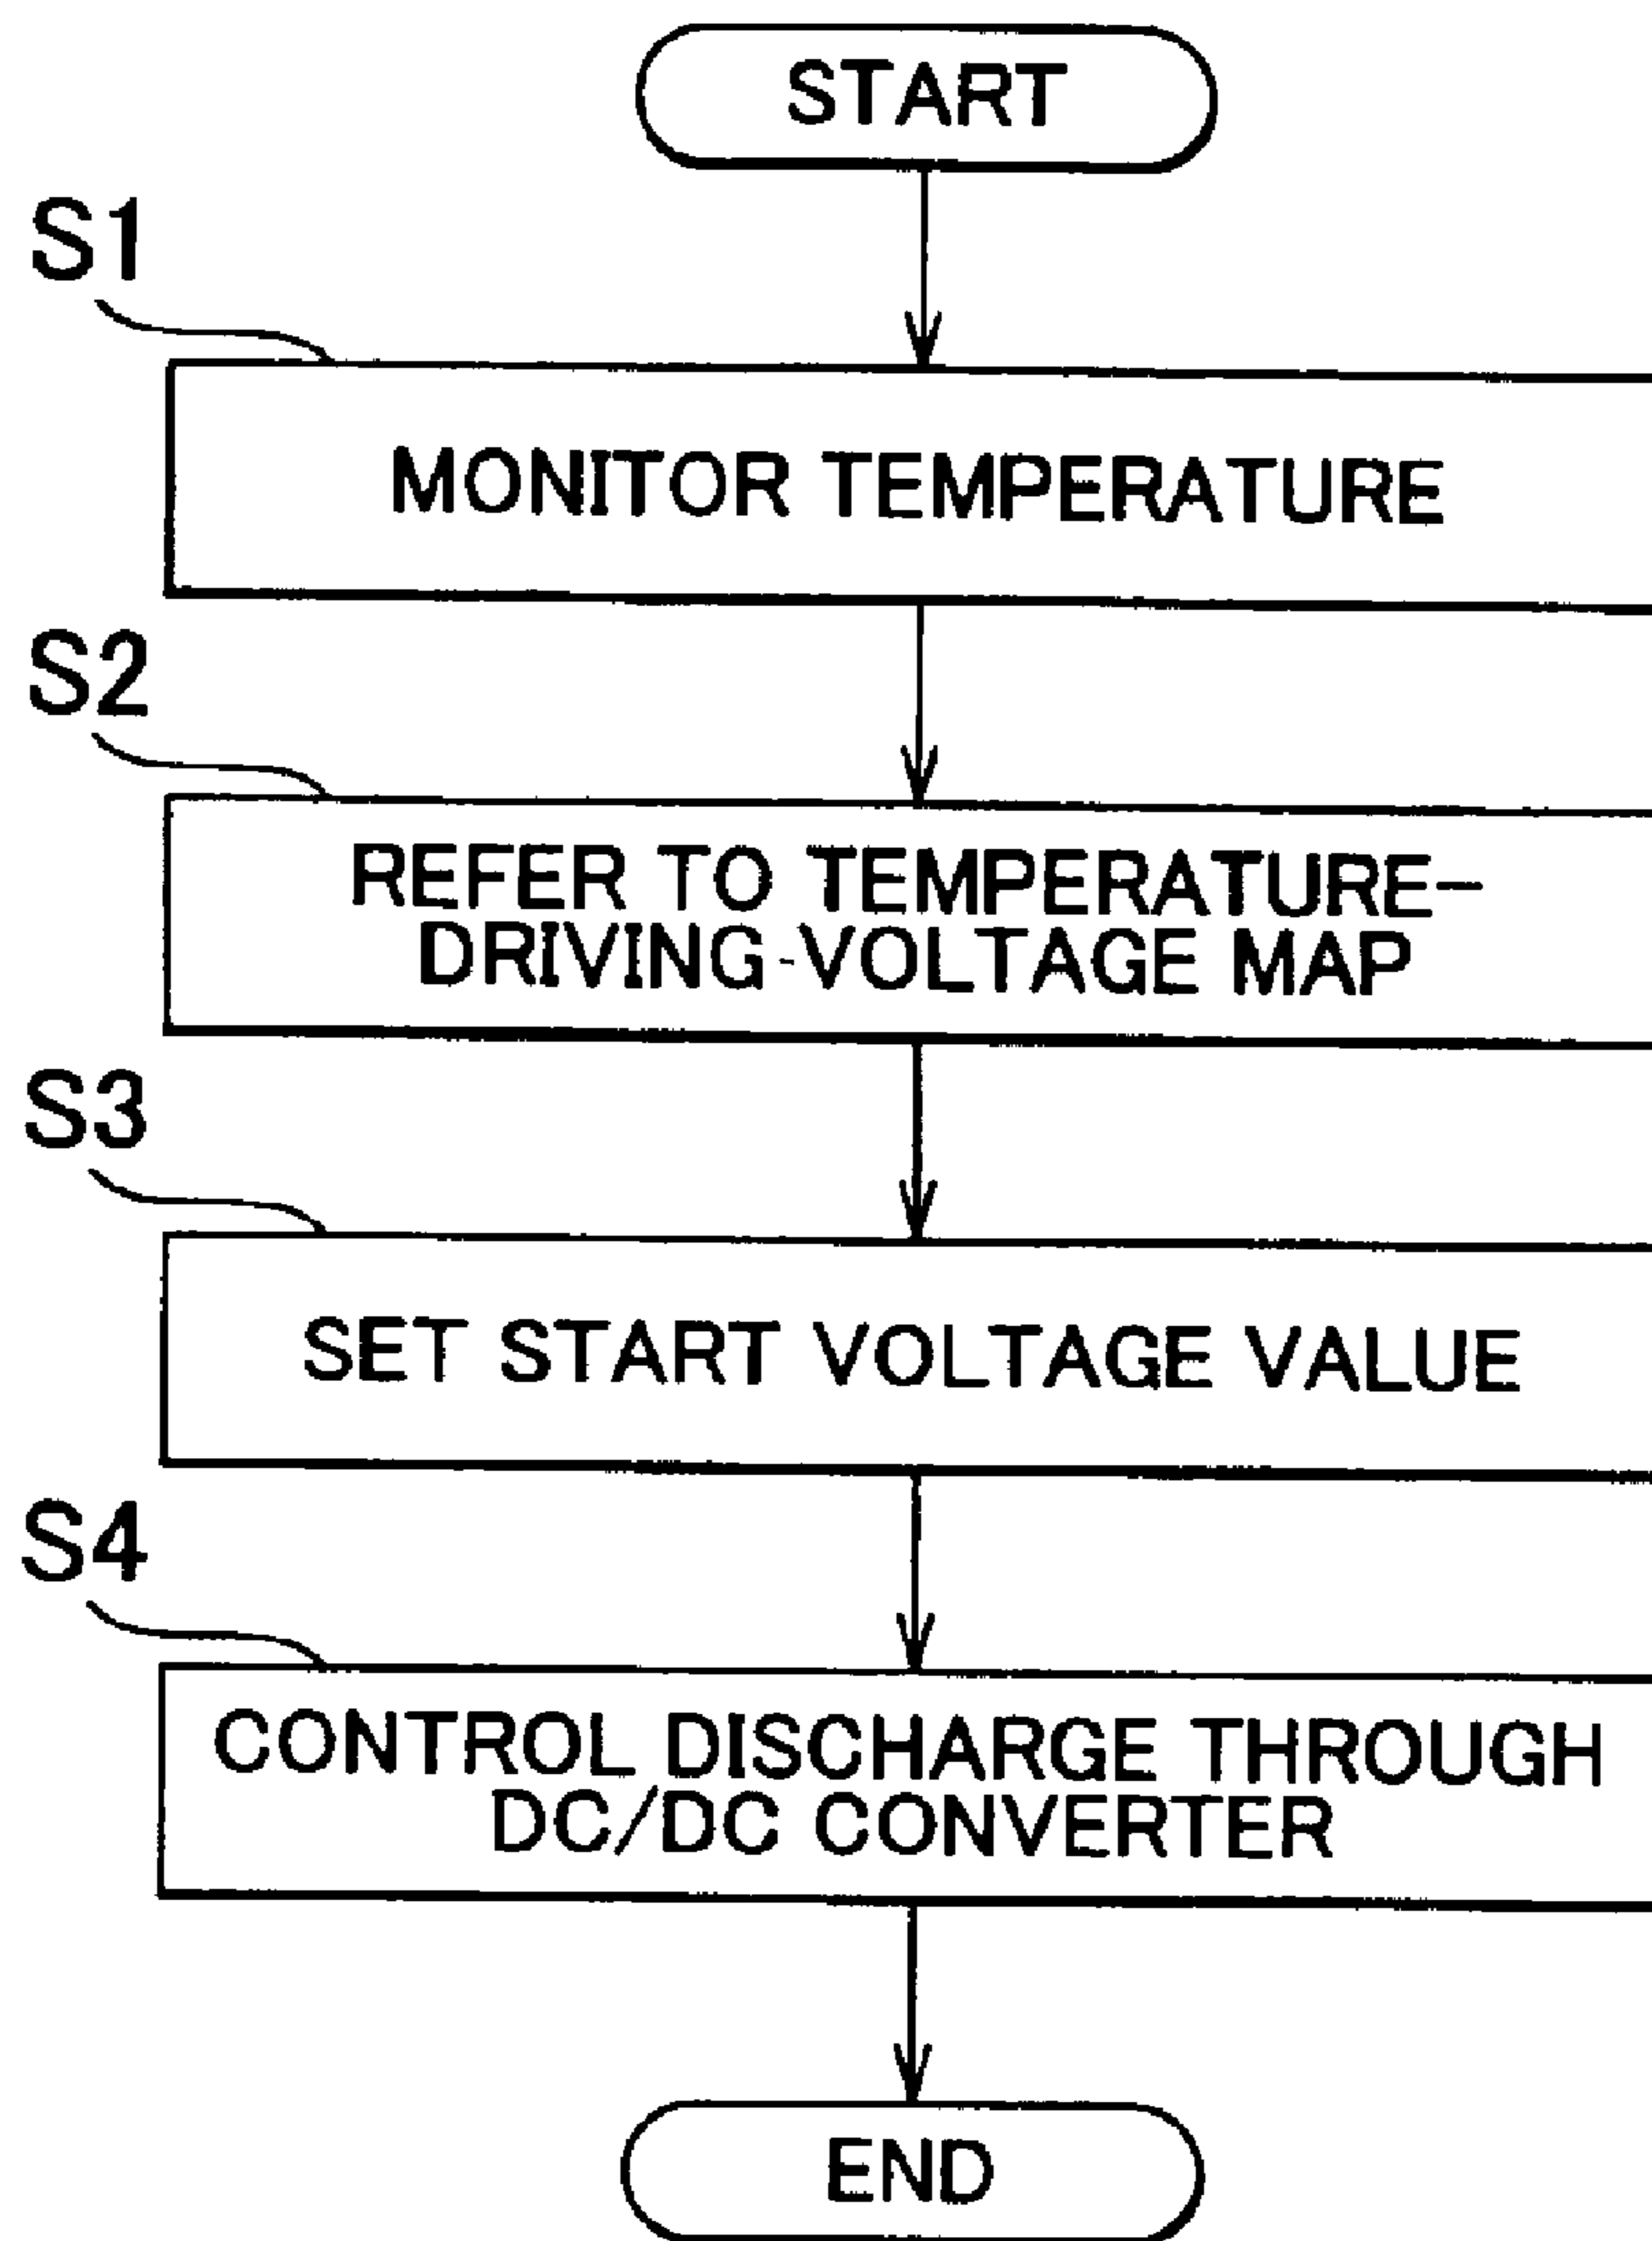 START
S1
MONITOR TEMPERATURE
S2
REFER TO TEMPERATURE-
DRIVING-VOLTAGE MAP
S3
SET START VOLTAGE VALUE
S4
CONTROL DISCHARGE THROUGH
DC/DC CONVERTER
END